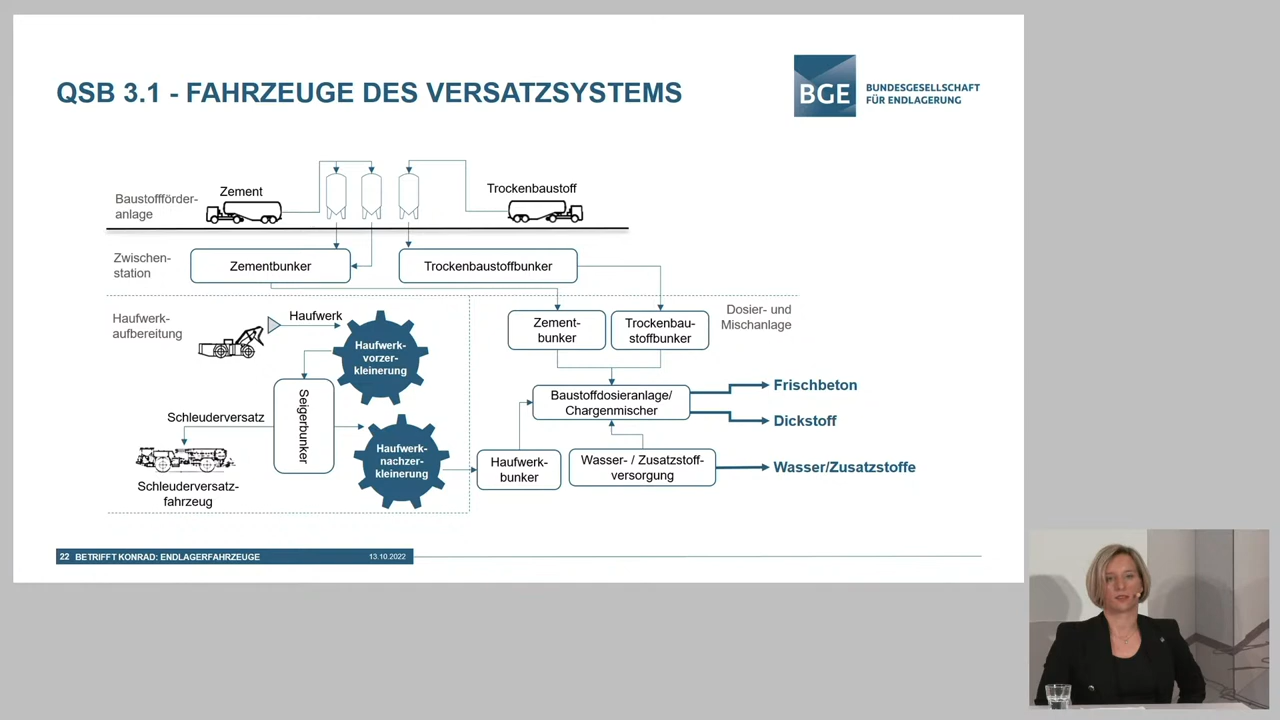 QSB 3.1 - FAHRZEUGE DES VERSATZSYSTEMS
BGE
BUNDESGESELLSCHAFT
FÜR ENDLAGERUNG
Baustoffförder-
anlage
Zement
Trockenbaustoff
Zwischen-
station
Zementbunker
Trockenbaustoffbunker
Haufwerk-
aufbereitung
Haufwerk
Haufwerk-
vorzer-
kleinerung
Zement-
bunker
Trockenbau-
stoffbunker
Dosier- und
Mischanlage
Schleuderversatz
Seigerbunker
Baustoffdosieranlage/
Chargenmischer
Frischbeton
Dickstoff
Schleuderversatz-
fahrzeug
Haufwerk-
nachzer-
kleinerung
Haufwerk-
bunker
Wasser- / Zusatzstoff-
versorgung
Wasser/Zusatzstoffe
22 BETRIFFT KONRAD: ENDLAGERFAHRZEUGE
13.10.2022